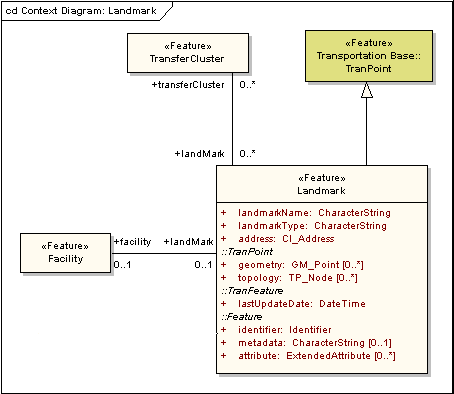 cd Context Diagram: Landmark
«Feature»
TransferCluster
«Feature»
Transportation Base::
TranPoint
+transferCluster 0..*
+landMark 0..*
«Feature»
Landmark
+ landmarkName: CharacterString
+ landmarkType: CharacterString
+ address: CI_Address
::TranPoint
+ geometry: GM_Point [0..*]
+ topology: TP_Node [0..*]
::TranFeature
+ lastUpdateDate: DateTime
::Feature
+ identifier: Identifier
+ metadata: CharacterString [0..1]
+ attribute: ExtendedAttribute [0..*]
«Feature»
Facility
+facility +landMark
0..1 0..1